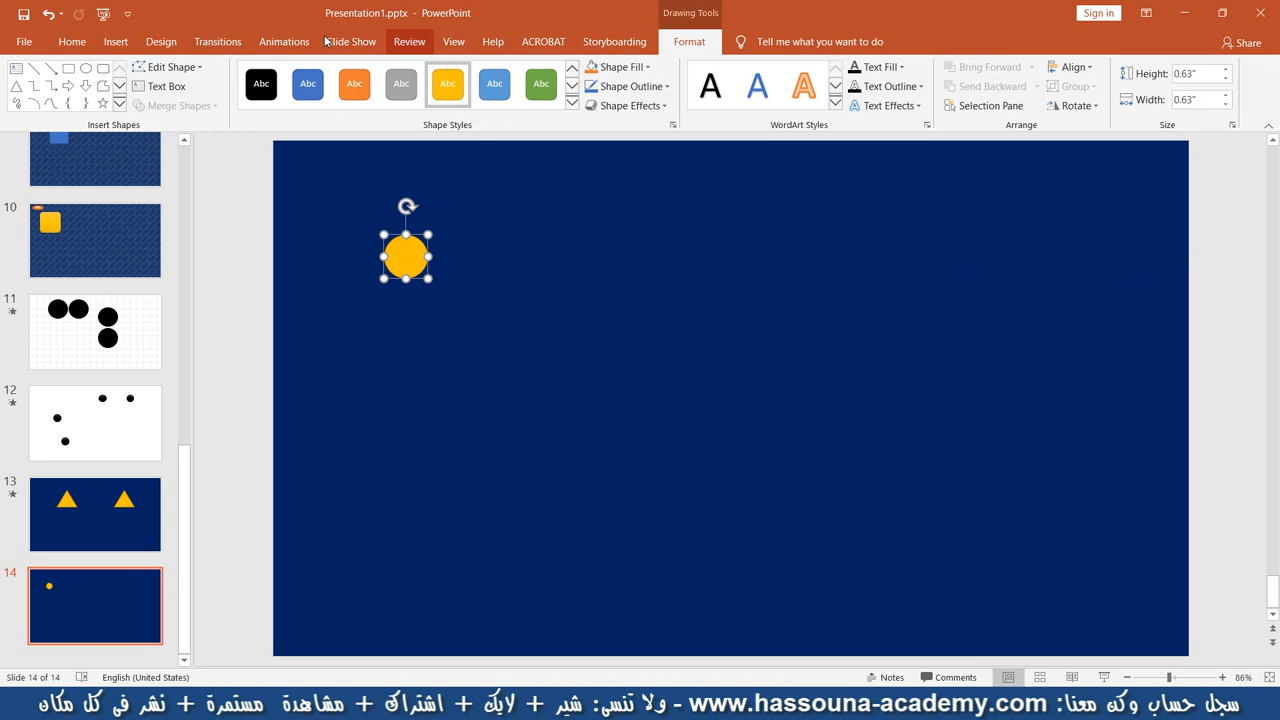 Presentation1.pptx - PowerPoint
Drawing Tools
Sign in
File Home Insert Design Transitions Animations Slide Show Review View Help ACROBAT Storyboarding Format Tell me what you want to do Share
Edit Shape
Text Box
Merge Shapes
Insert Shapes
Abc Abc Abc Abc Abc Abc Abc
Shape Fill
Shape Outline
Shape Effects
Shape Styles
A A A
Text Fill
Text Outline
Text Effects
WordArt Styles
Bring Forward
Send Backward
Selection Pane
Align
Group
Rotate
Arrange
Height: 0.63"
Width: 0.63"
Size
10
11
12
13
14
Slide 14 of 14 English (United States) Notes Comments 86%
سجل حساب وكن معنا: www.hassouna-academy.com - ولا تنسى: شير + لايك + اشتراك + مشاهدة مستمرة + نشر فى كل مكان